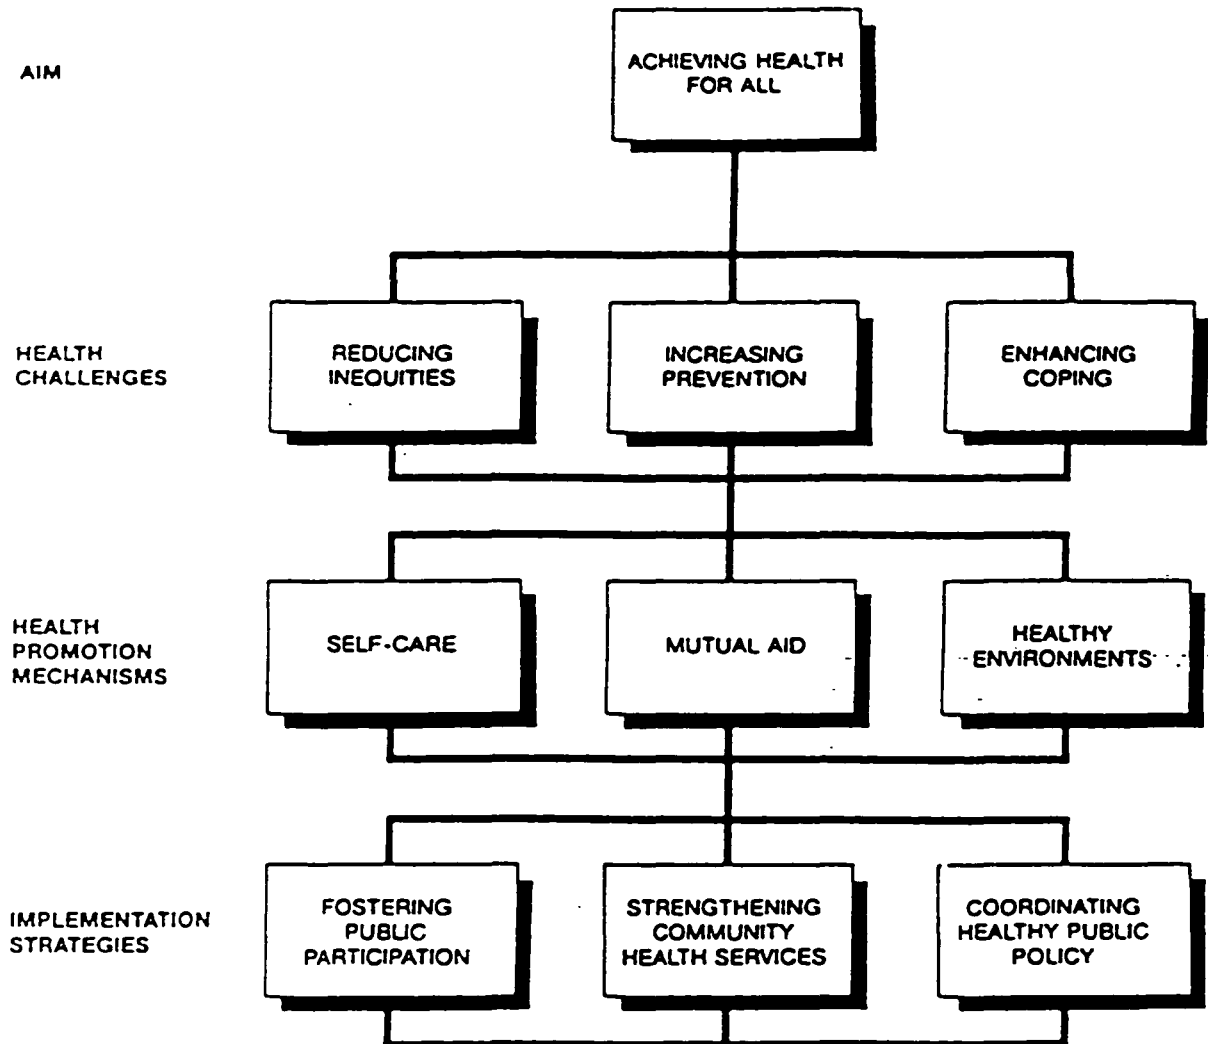 AIM
ACHIEVING HEALTH
FOR ALL
HEALTH
CHALLENGES
REDUCING
INEQUITIES
INCREASING
PREVENTION
ENHANCING
COPING
HEALTH
PROMOTION
MECHANISMS
SELF-CARE
MUTUAL AID
HEALTHY
ENVIRONMENTS
IMPLEMENTATION
STRATEGIES
FOSTERING
PUBLIC
PARTICIPATION
STRENGTHENING
COMMUNITY
HEALTH SERVICES
COORDINATING
HEALTHY PUBLIC
POLICY